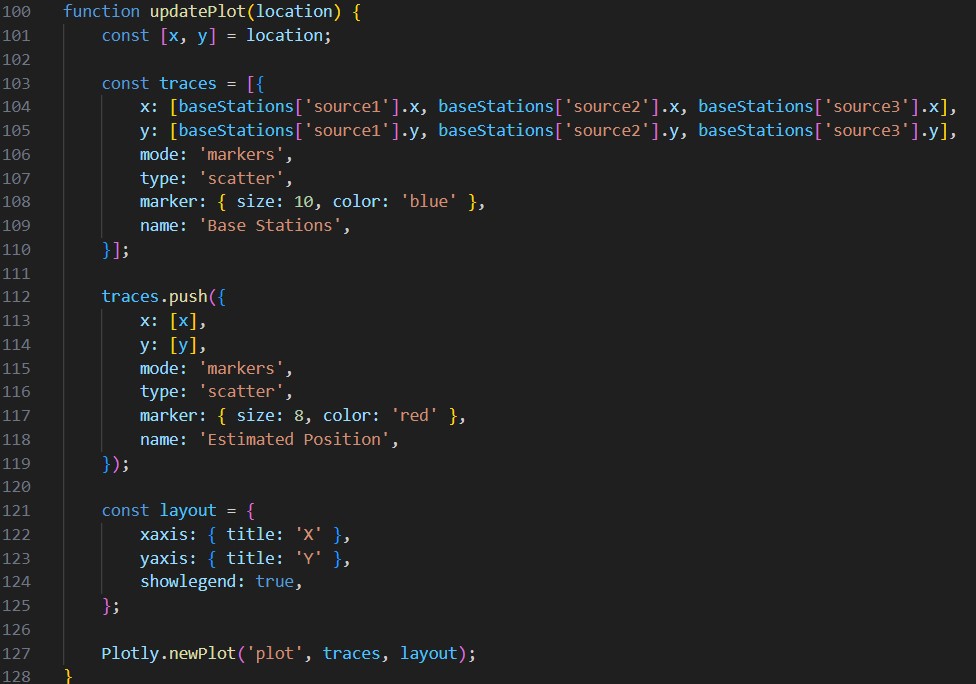 100 function updatePlot(location) {
101     const [x, y] = location;
102
103     const traces = [{
104         x: [baseStations['source1'].x, baseStations['source2'].x, baseStations['source3'].x],
105         y: [baseStations['source1'].y, baseStations['source2'].y, baseStations['source3'].y],
106         mode: 'markers',
107         type: 'scatter',
108         marker: { size: 10, color: 'blue' },
109         name: 'Base Stations',
110     }];
111
112     traces.push({
113         x: [x],
114         y: [y],
115         mode: 'markers',
116         type: 'scatter',
117         marker: { size: 8, color: 'red' },
118         name: 'Estimated Position',
119     });
120
121     const layout = {
122         xaxis: { title: 'X' },
123         yaxis: { title: 'Y' },
124         showlegend: true,
125     };
126
127     Plotly.newPlot('plot', traces, layout);
128 }